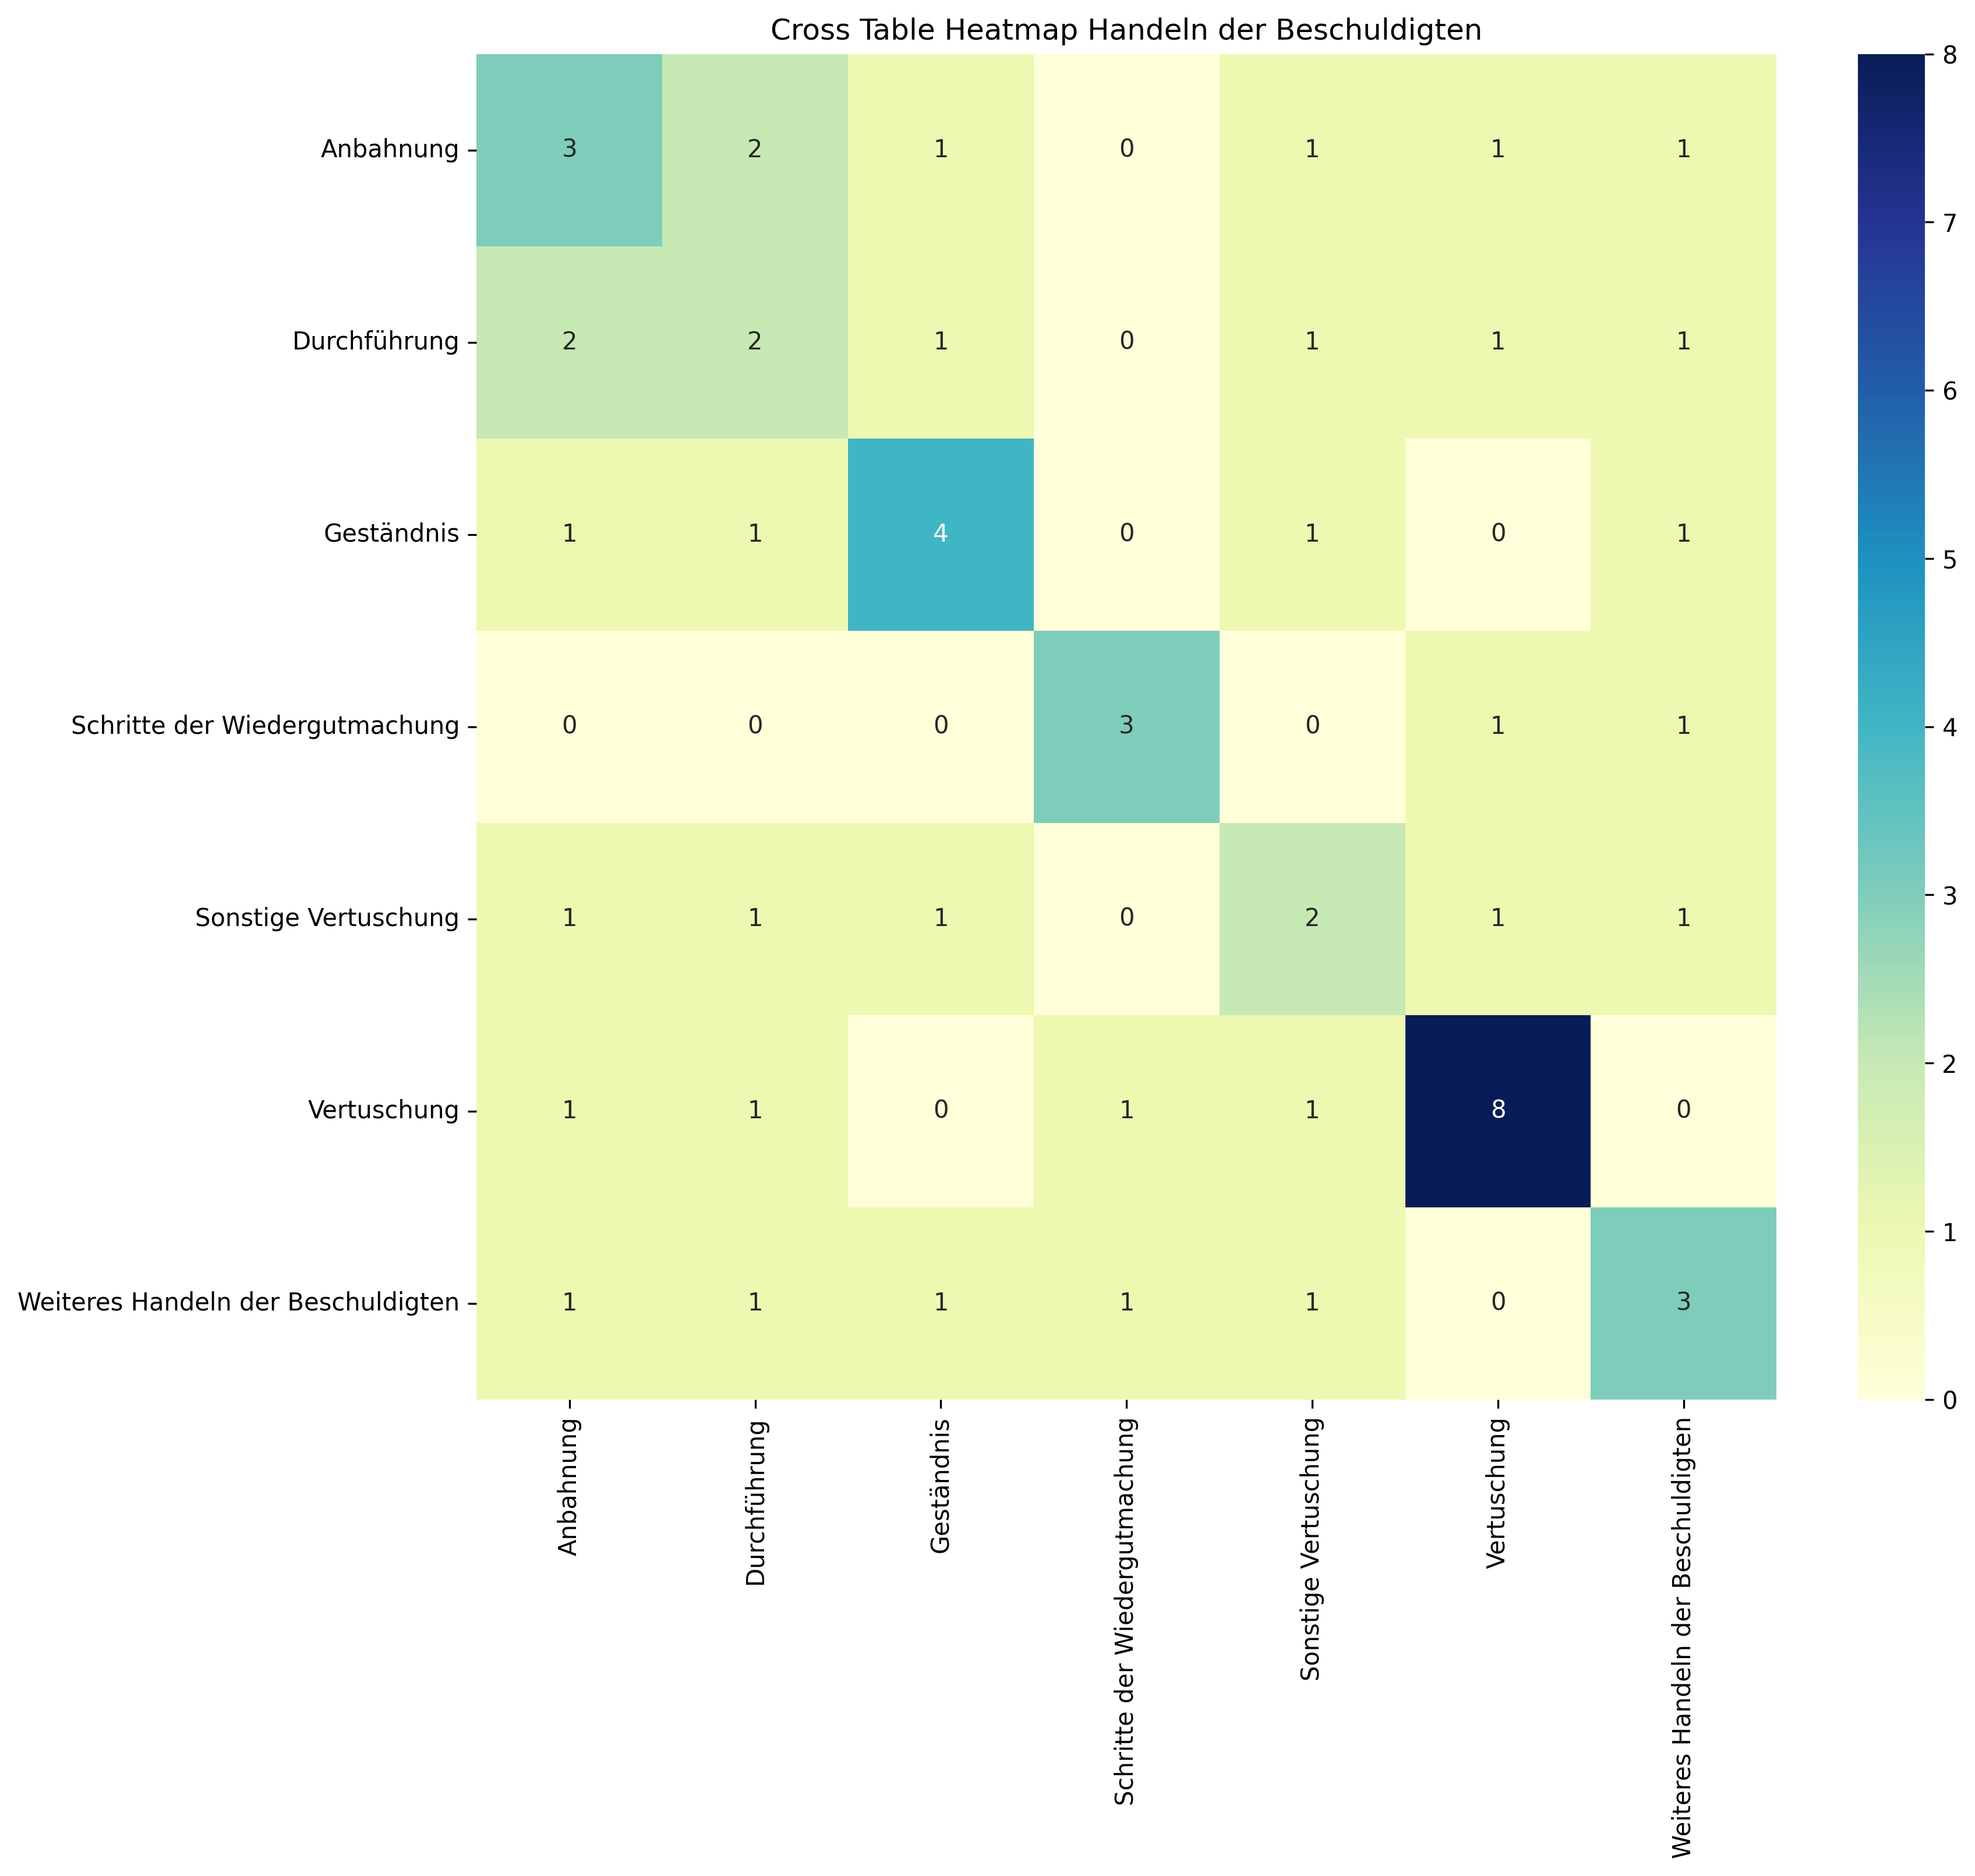 Cross Table Heatmap Handeln der Beschuldigten
Anbahnung 3 2 1 0 1 1 1
Durchführung 2 2 1 0 1 1 1
Geständnis 1 1 4 0 1 0 1
Schritte der Wiedergutmachung 0 0 0 3 0 1 1
Sonstige Vertuschung 1 1 1 0 2 1 1
Vertuschung 1 1 0 1 1 8 0
Weiteres Handeln der Beschuldigten 1 1 1 1 1 0 3
Anbahnung
Durchführung
Geständnis
Schritte der Wiedergutmachung
Sonstige Vertuschung
Vertuschung
Weiteres Handeln der Beschuldigten
8
7
6
5
4
3
2
1
0